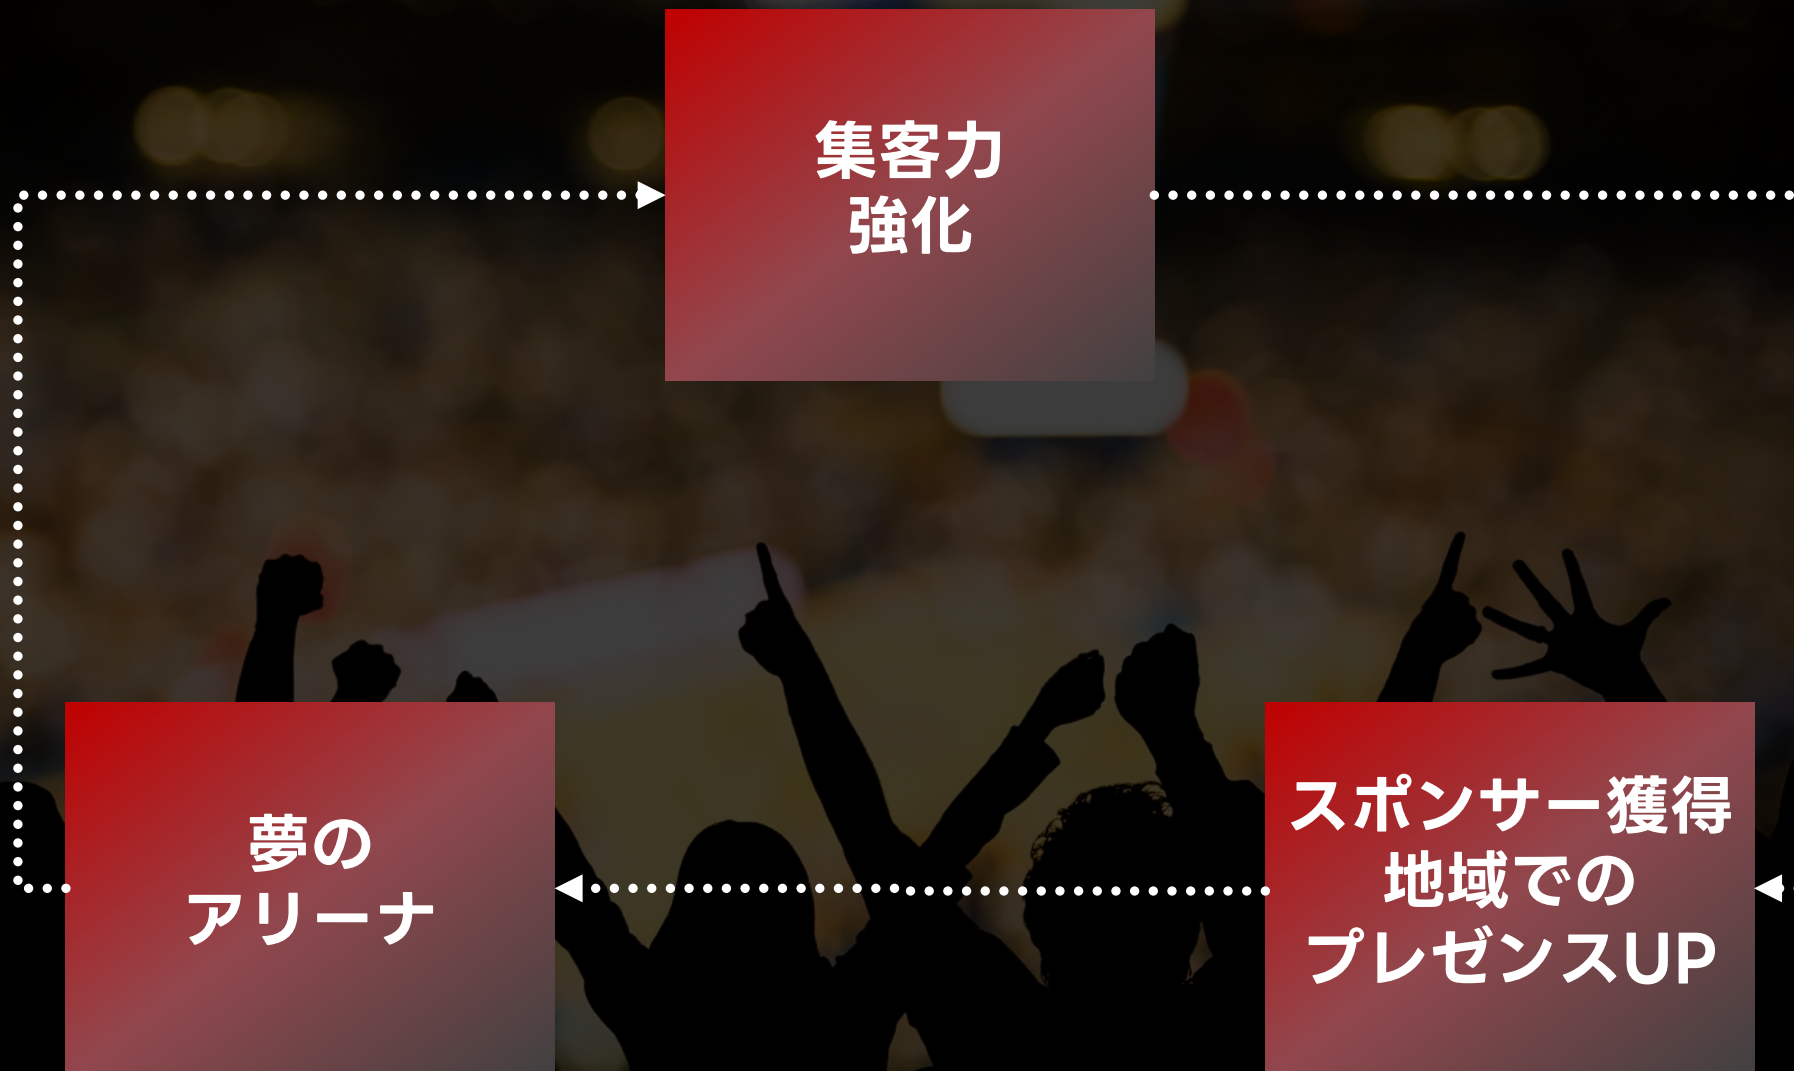 集客力
強化
夢の
アリーナ
スポンサー獲得
地域での
プレゼンスUP